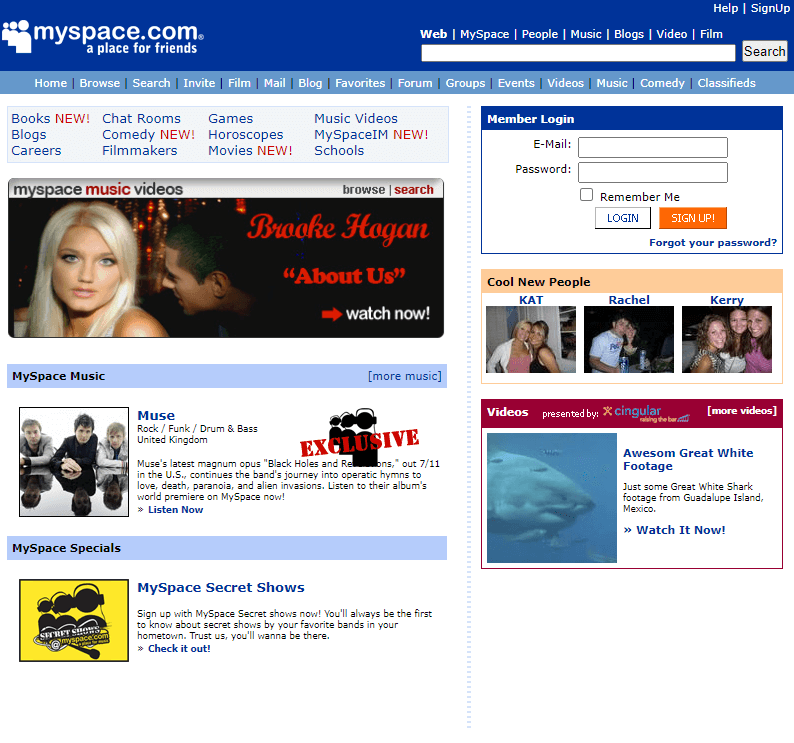 Help | SignUp
myspace.com®
a place for friends
Web | MySpace | People | Music | Blogs | Video | Film
Search
Home | Browse | Search | Invite | Film | Mail | Blog | Favorites | Forum | Groups | Events | Videos | Music | Comedy | Classifieds
Books NEW! Chat Rooms Games Music Videos
Blogs Comedy NEW! Horoscopes MySpaceIM NEW!
Careers Filmmakers Movies NEW! Schools
myspace music videos browse | search
Brooke Hogan
“About Us”
watch now!
MySpace Music [more music]
Muse
Rock / Funk / Drum & Bass
United Kingdom
EXCLUSIVE
Muse's latest magnum opus "Black Holes and Re ons," out 7/11
in the U.S., continues the band's journey into operatic hymns to
love, death, paranoia, and alien invasions. Listen to their album's
world premiere on MySpace now!
» Listen Now
MySpace Specials
SECRET SHOWS
@myspace.com
MySpace Secret Shows
Sign up with MySpace Secret shows now! You'll always be the first
to know about secret shows by your favorite bands in your
hometown. Trust us, you'll wanna be there.
» Check it out!
Member Login
E-Mail:
Password:
Remember Me
LOGIN SIGN UP!
Forgot your password?
Cool New People
KAT Rachel Kerry
Videos presented by: cingular [more videos]
raising the bar
Awesom Great White
Footage
Just some Great White Shark
footage from Guadalupe Island,
Mexico.
» Watch It Now!